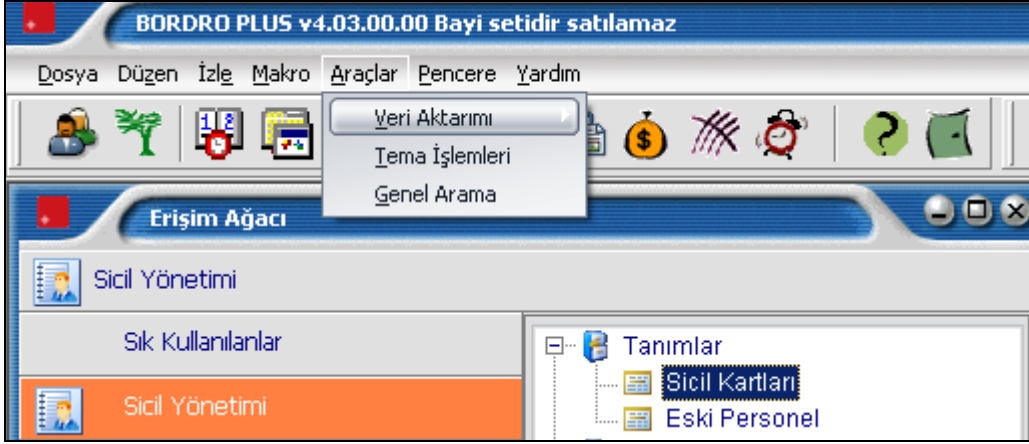 BORDRO PLUS v4.03.00.00 Bayi setidir satılamaz
Dosya Düzen İzle Makro Araçlar Pencere Yardım
Veri Aktarımı
Tema İşlemleri
Genel Arama
Erişim Ağacı
Sicil Yönetimi
Sık Kullanılanlar
Tanımlar
Sicil Yönetimi
Sicil Kartları
Eski Personel